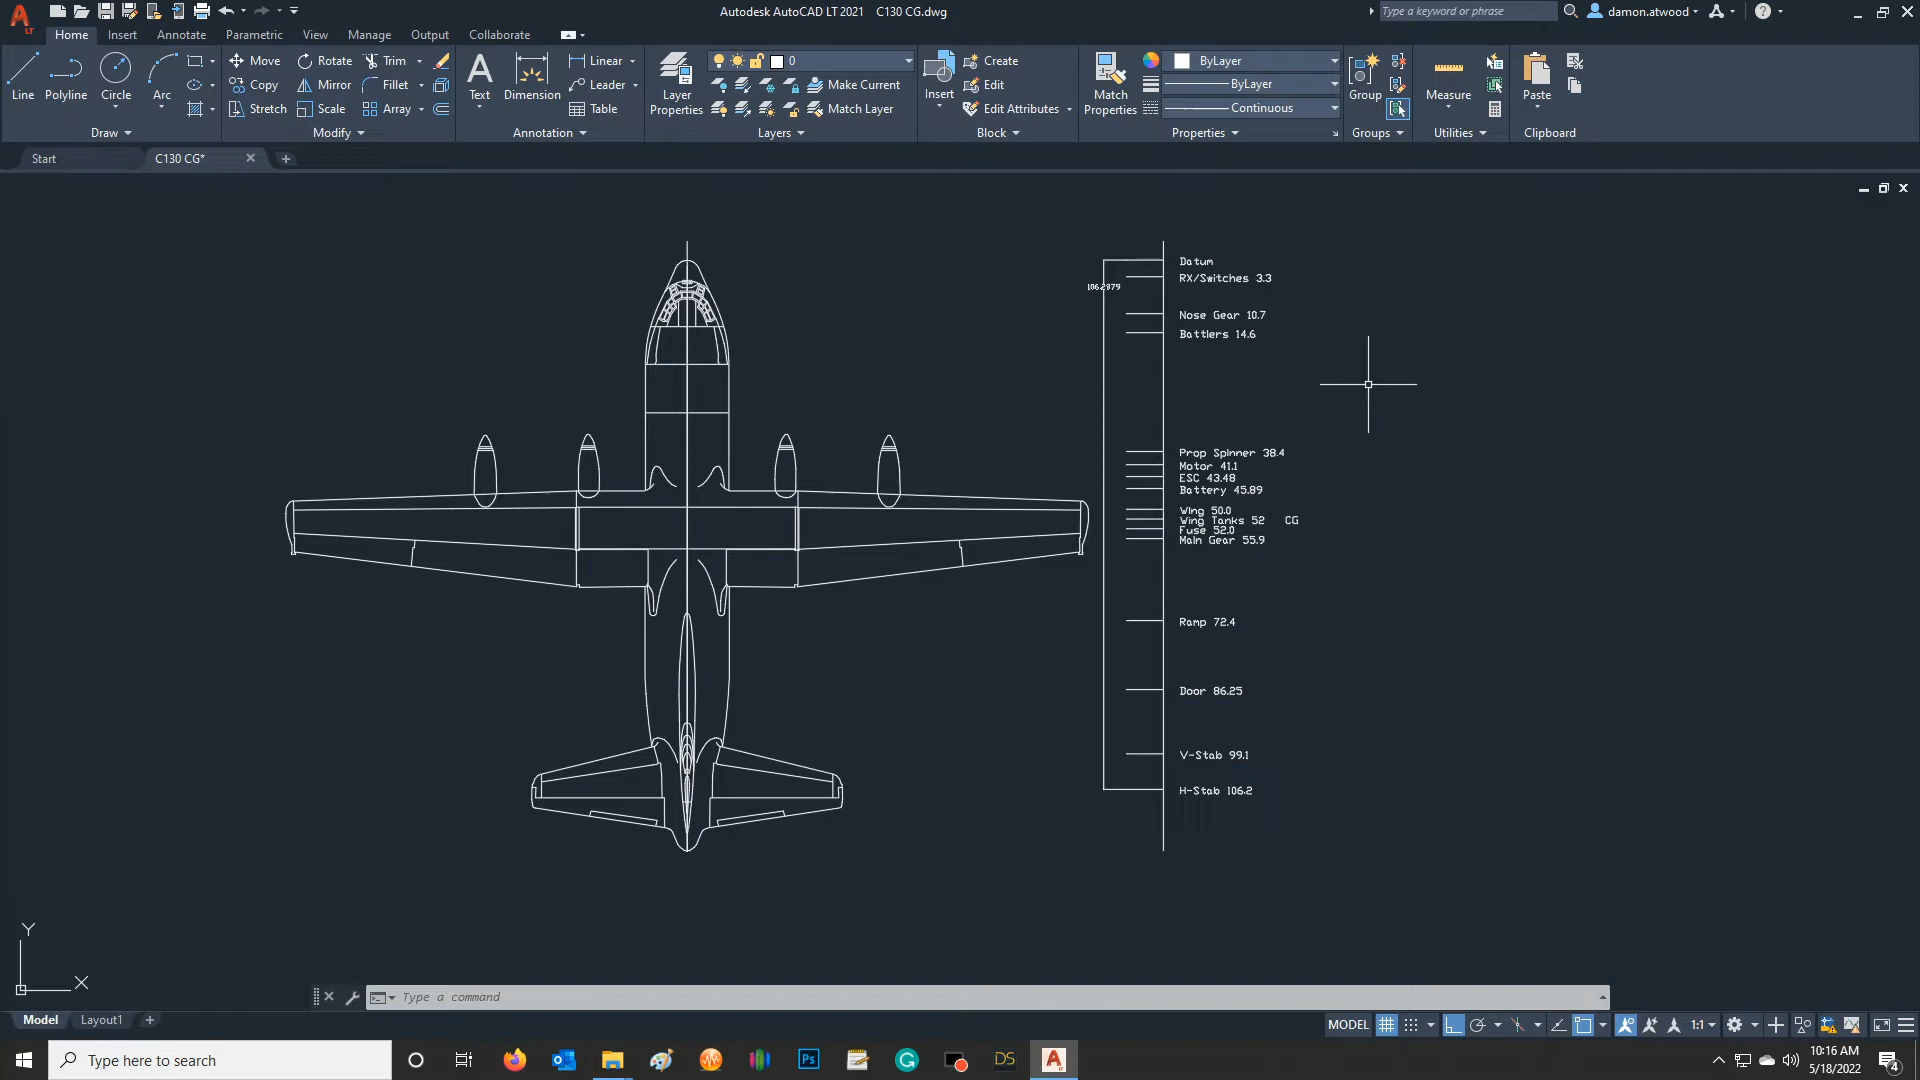 Autodesk AutoCAD LT 2021 C130 CG.dwg
Type a keyword or phrase
damon.atwood
LT
Home Insert Annotate Parametric View Manage Output Collaborate
Line Polyline Circle Arc
Draw
Move Rotate Trim
Copy Mirror Fillet
Stretch Scale Array
Modify
Text Dimension
Linear
Leader
Table
Annotation
Layer Properties
0
Make Current
Match Layer
Layers
Insert
Create
Edit
Edit Attributes
Block
Match Properties
ByLayer
ByLayer
Continuous
Properties
Group
Groups
Measure
Utilities
Paste
Clipboard
Start C130 CG*
Datum
RX/Switches 3.3
106.2979
Nose Gear 10.7
Battlers 14.6
Prop Spinner 38.4
Motor 41.1
ESC 43.48
Battery 45.89
Wing 50.0
Wing Tanks 52 CG
Fuse 52.0
Main Gear 55.9
Ramp 72.4
Door 86.25
V-Stab 99.1
H-Stab 106.2
Y
X
Type a command
Model Layout1
MODEL 1:1
Type here to search
Ps
DS
10:16 AM
5/18/2022
4